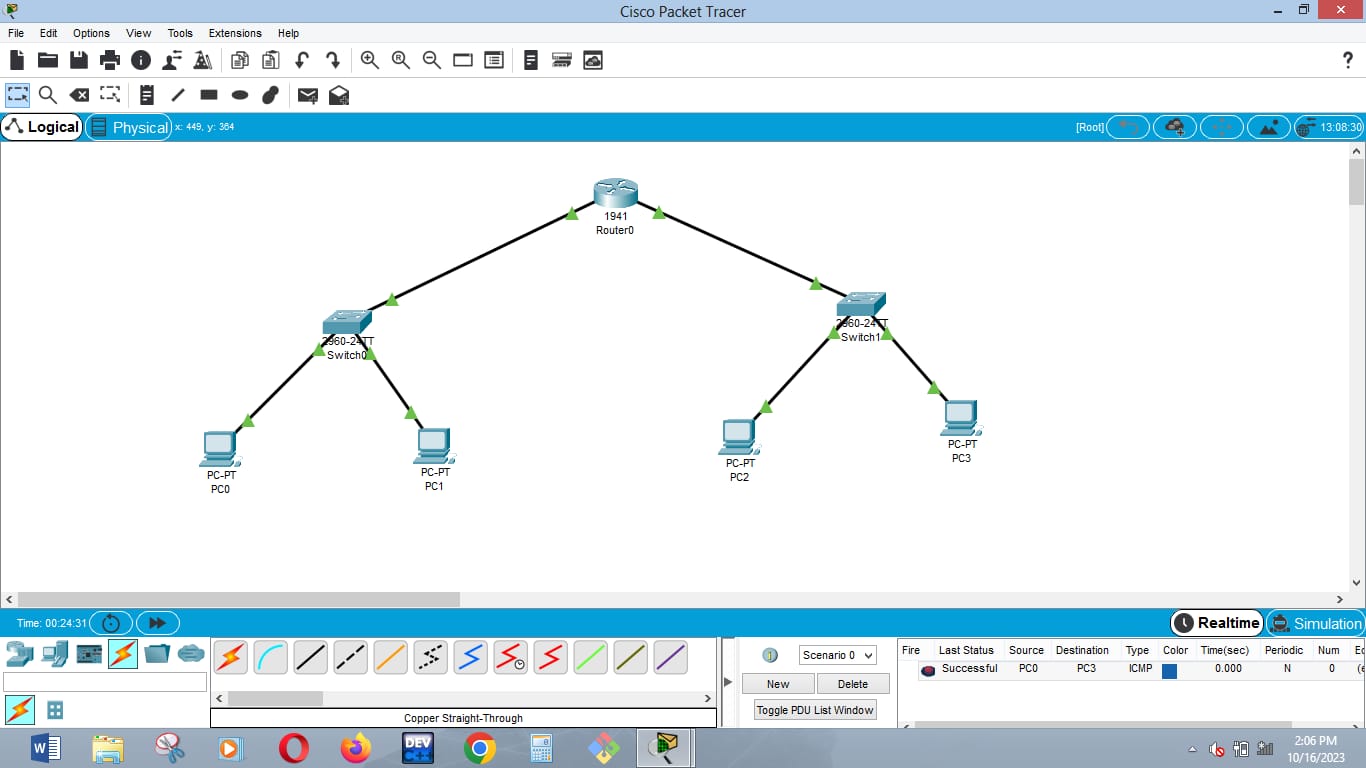 Cisco Packet Tracer
File Edit Options View Tools Extensions Help
Logical Physical x: 449, y: 364 [Root] 13:08:30
1941
Router0
2960-24TT
Switch0
2960-24TT
Switch1
PC-PT
PC0
PC-PT
PC1
PC-PT
PC2
PC-PT
PC3
Time: 00:24:31 Realtime Simulation
Scenario 0
New Delete
Toggle PDU List Window
Copper Straight-Through
Fire Last Status Source Destination Type Color Time(sec) Periodic Num
Successful PC0 PC3 ICMP 0.000 N 0 (e
DEV C++
2:06 PM
10/16/2023